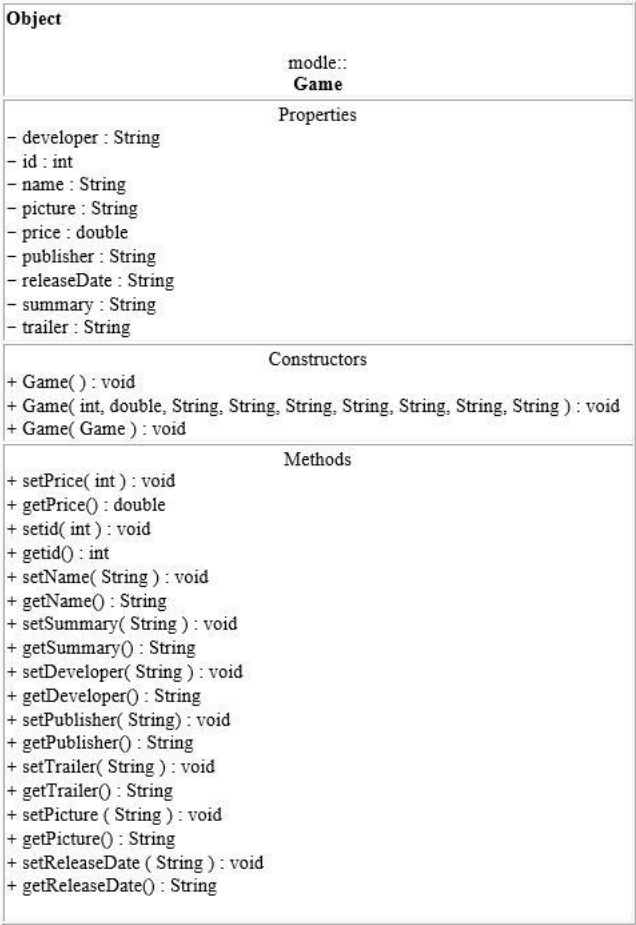 Object
modle::
Game
Properties
− developer : String
− id : int
− name : String
− picture : String
− price : double
− publisher : String
− releaseDate : String
− summary : String
− trailer : String
Constructors
+ Game( ) : void
+ Game( int, double, String, String, String, String, String, String, String ) : void
+ Game( Game ) : void
Methods
+ setPrice( int ) : void
+ getPrice() : double
+ setid( int ) : void
+ getid() : int
+ setName( String ) : void
+ getName() : String
+ setSummary( String ) : void
+ getSummary() : String
+ setDeveloper( String ) : void
+ getDeveloper() : String
+ setPublisher( String) : void
+ getPublisher() : String
+ setTrailer( String ) : void
+ getTrailer() : String
+ setPicture ( String ) : void
+ getPicture() : String
+ setReleaseDate ( String ) : void
+ getReleaseDate() : String